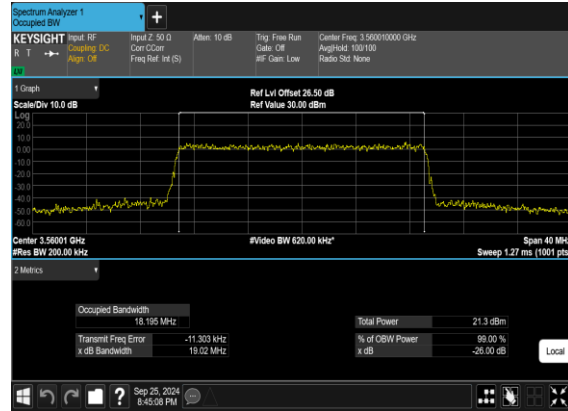 Spectrum Analyzer 1
Occupied BW
+
KEYSIGHT Input: RF Input Z: 50 Ω Atten: 10 dB Trig: Free Run Center Freq: 3.560010000 GHz
R T Coupling: DC Corr CCorr Gate: Off Avg|Hold: 100/100
Align: Off Freq Ref: Int (S) #IF Gain: Low Radio Std: None
LM
1 Graph
Scale/Div 10.0 dB Ref Lvl Offset 26.50 dB
Ref Value 30.00 dBm
Log
20.0
10.0
0.00
-10.0
-20.0
-30.0
-40.0
-50.0
-60.0
Center 3.56001 GHz #Video BW 620.00 kHz* Span 40 MHz
#Res BW 200.00 kHz Sweep 1.27 ms (1001 pts
2 Metrics
Occupied Bandwidth
18.195 MHz Total Power 21.3 dBm
Transmit Freq Error -11.303 kHz % of OBW Power 99.00 %
x dB Bandwidth 19.02 MHz x dB -26.00 dB
Local
? Sep 25, 2024
8:45:08 PM